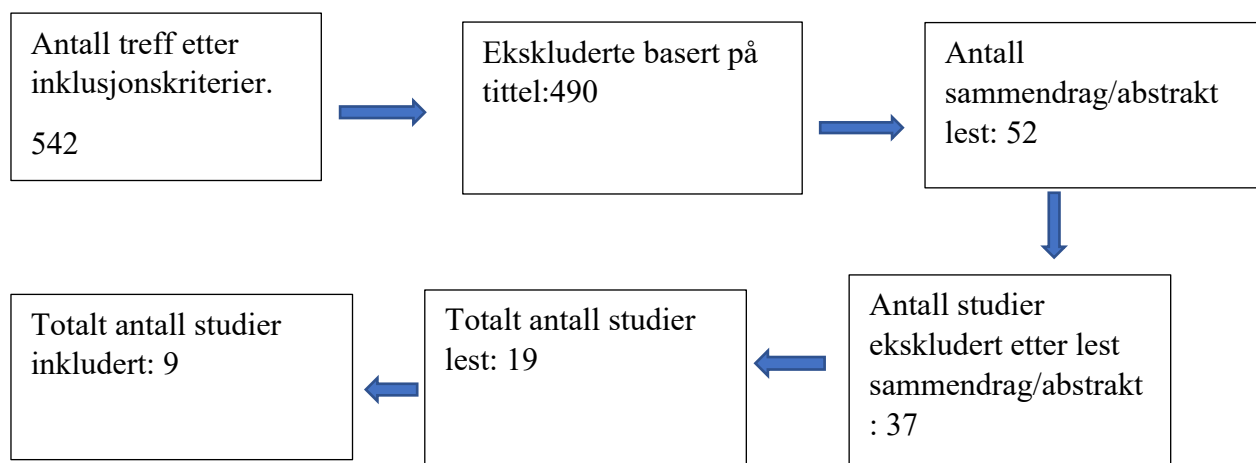 Antall treff etter
inklusjonskriterier.
542
Ekskluderte basert på
tittel:490
Antall
sammendrag/abstrakt
lest: 52
Antall studier
ekskludert etter lest
sammendrag/abstrakt
: 37
Totalt antall studier
lest: 19
Totalt antall studier
inkludert: 9